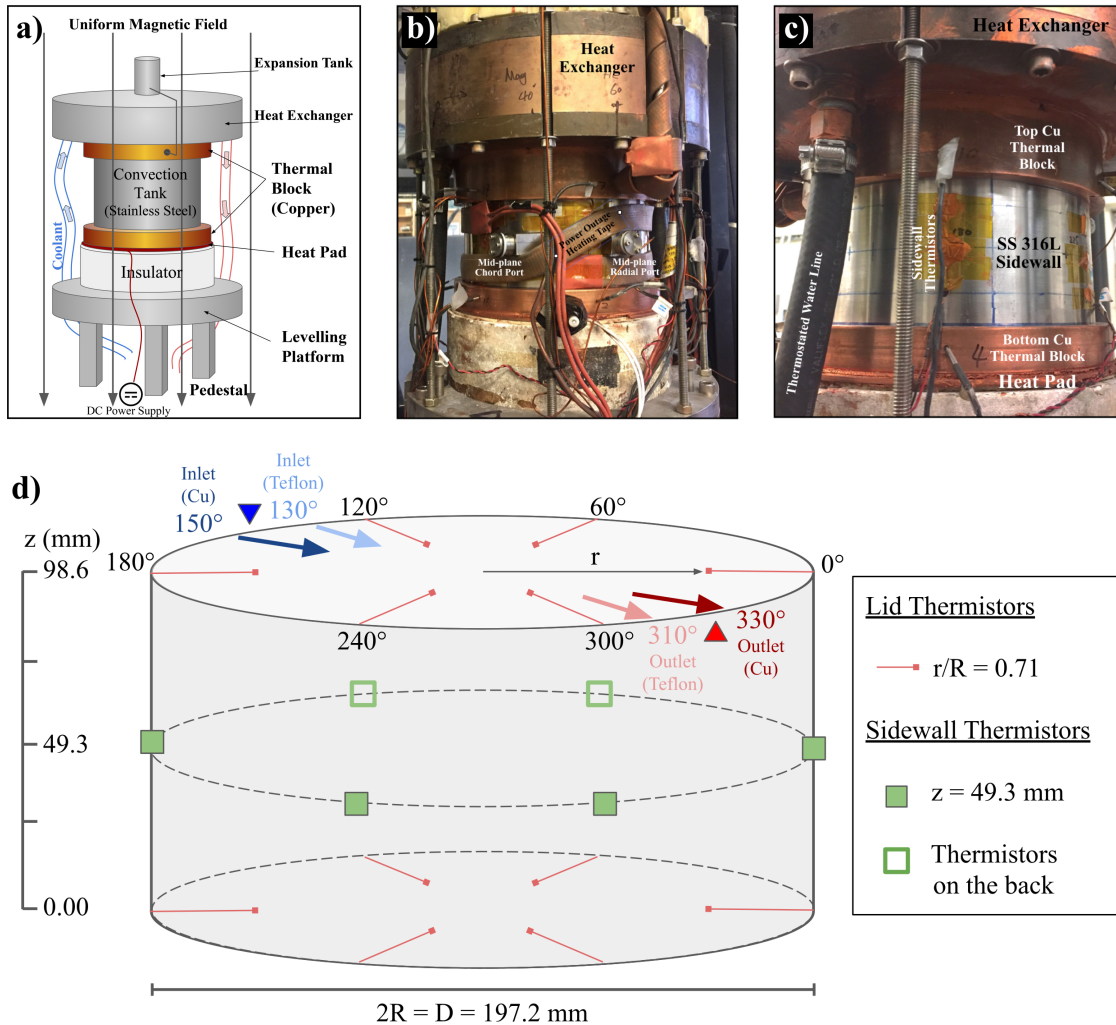 a)
Uniform Magnetic Field
Expansion Tank
Heat Exchanger
Thermal
Block
(Copper)
Convection
Tank
(Stainless Steel)
Coolant
Heat Pad
Insulator
Levelling
Platform
Pedestal
DC Power Supply
b)
Heat
Exchanger
Mag
40
60
Power Outage
Heating Tape
Mid-plane
Chord Port
Mid-plane
Radial Port
c)
Heat Exchanger
Top Cu
Thermal
Block
Thermostated Water Line
Sidewall
Thermistors
SS 316L
Sidewall
Bottom Cu
Thermal Block
4
Heat Pad
d)
Inlet
(Cu)
150°
Inlet
(Teflon)
130°
120°
60°
z (mm)
98.6
180°
r
0°
240°
300°
310°
Outlet
(Teflon)
330°
Outlet
(Cu)
49.3
0.00
2R = D = 197.2 mm
Lid Thermistors
r/R = 0.71
Sidewall Thermistors
z = 49.3 mm
Thermistors
on the back